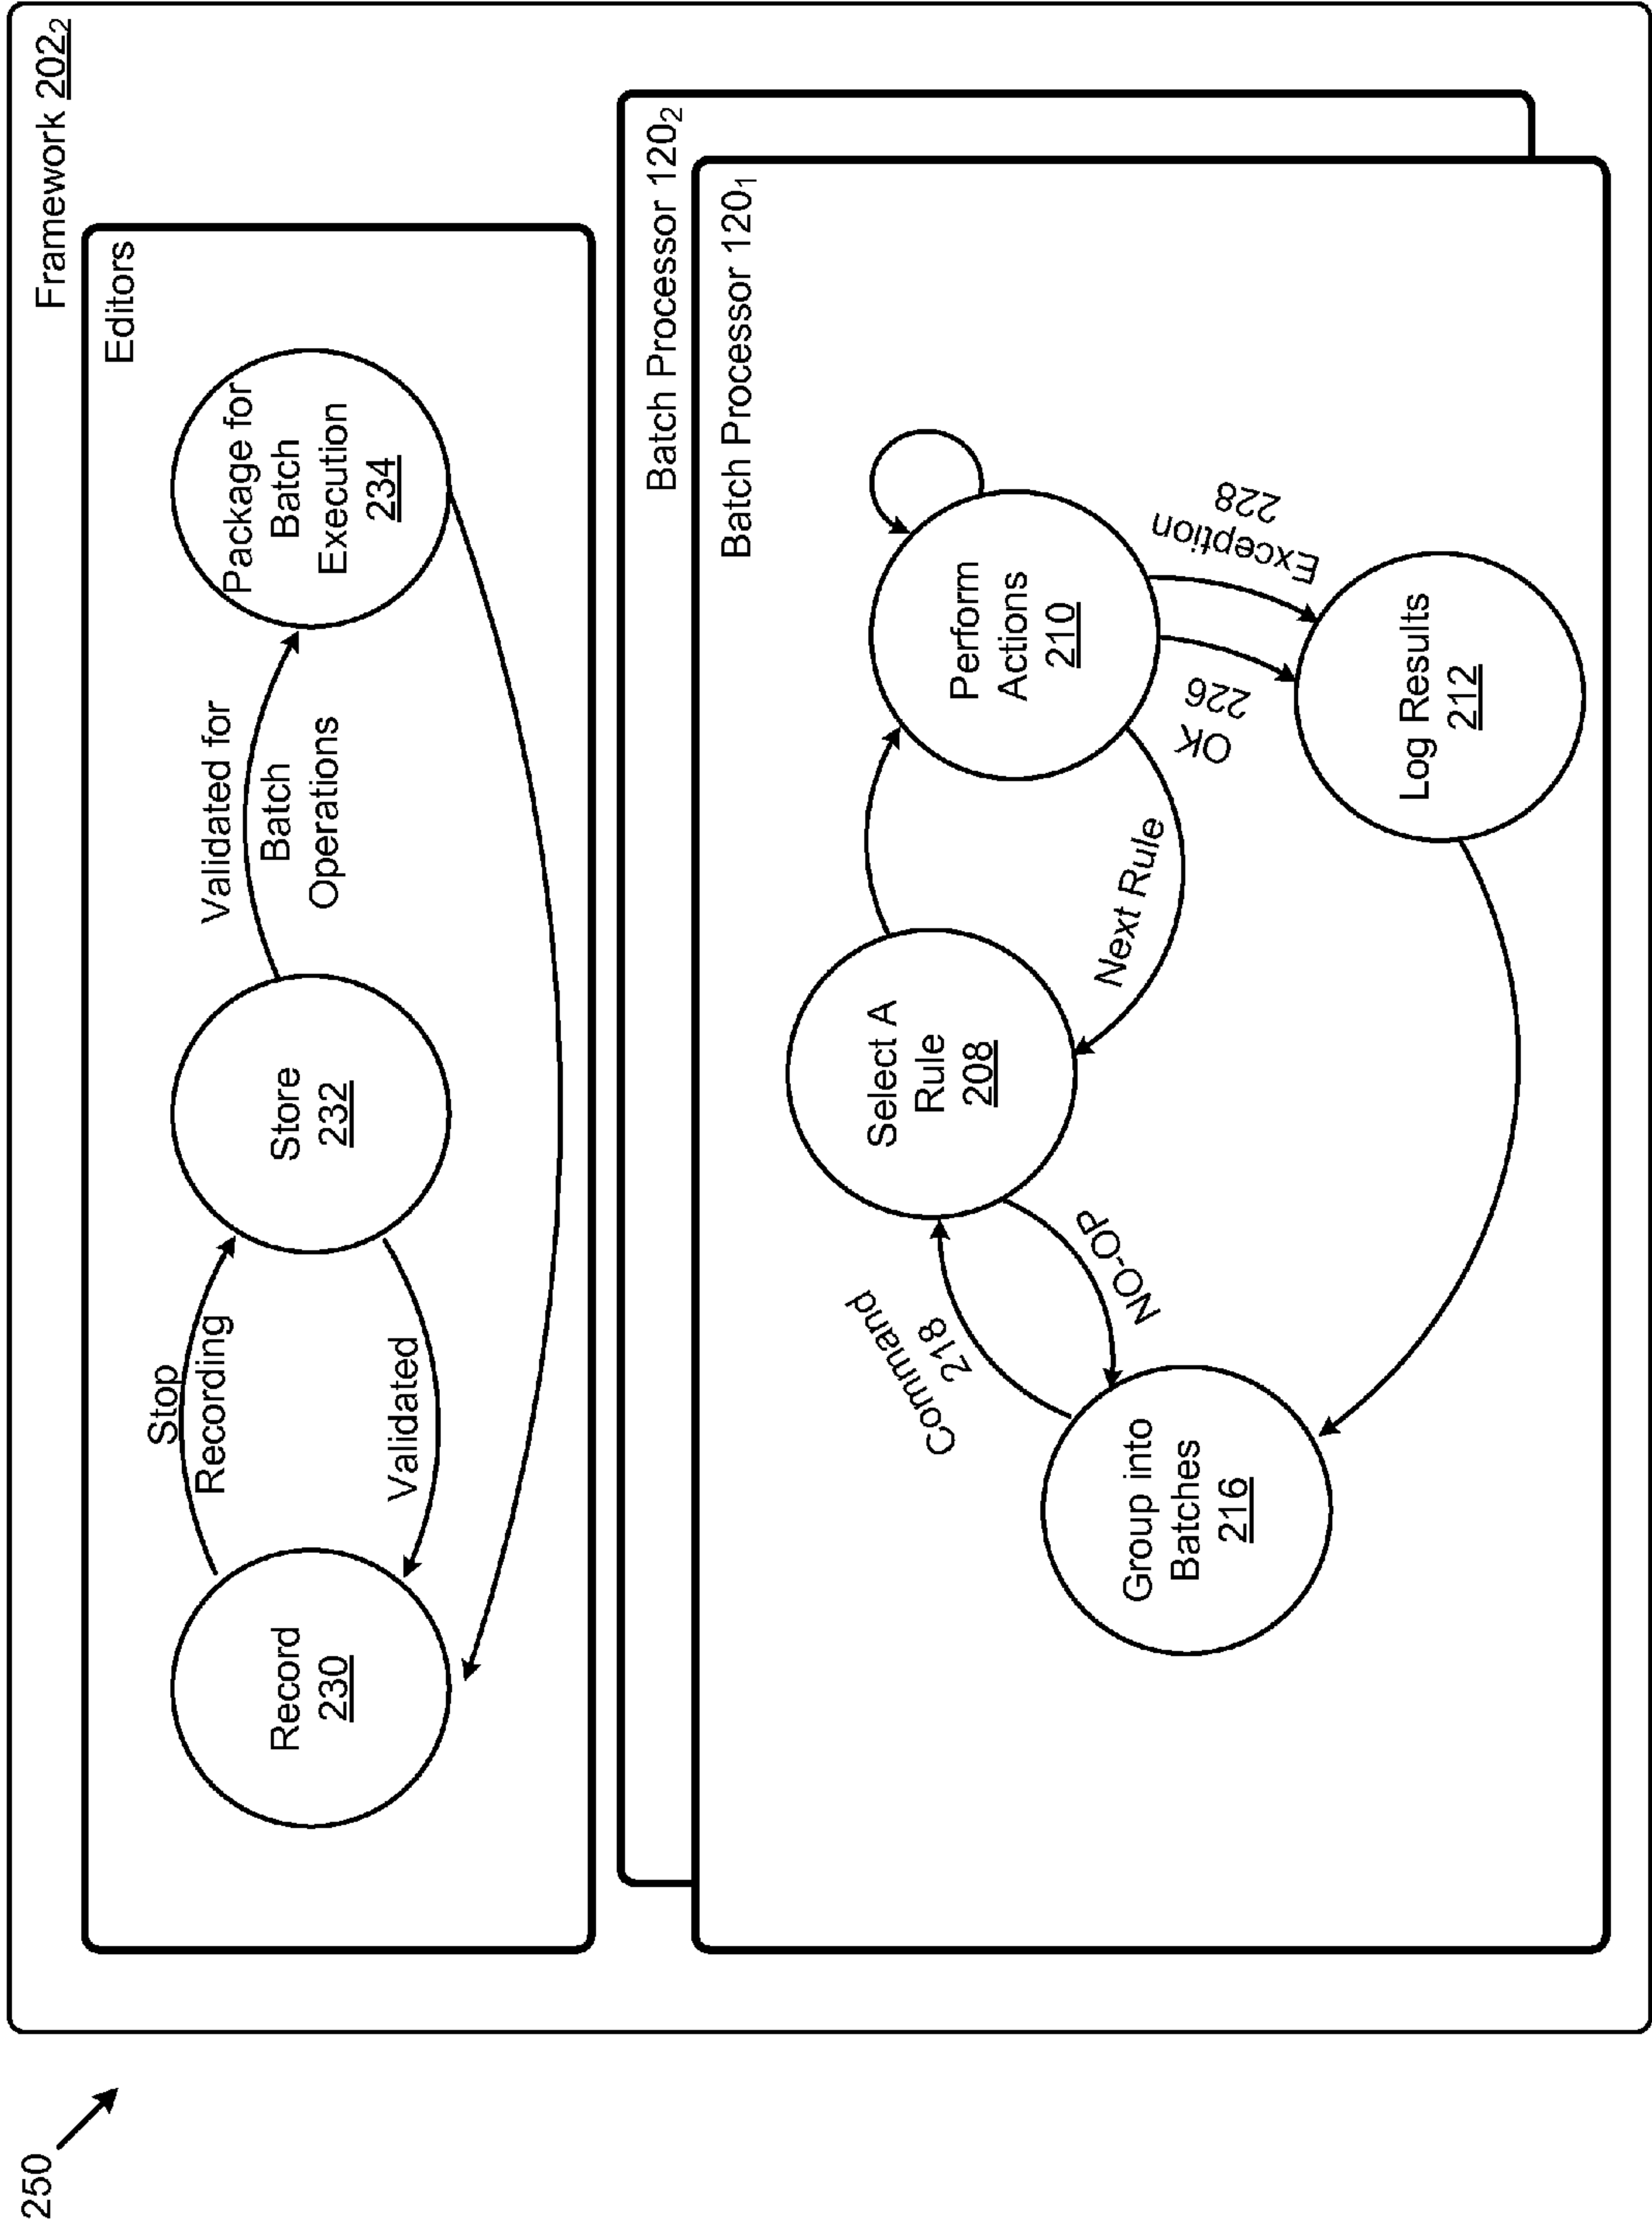 250
Framework 202₂
Editors
Stop
Recording
Validated for
Batch
Operations
Record
230
Store
232
Package for
Batch
Execution
234
Validated
Batch Processor 120₂
Batch Processor 120₁
Command
218
Select A
Rule
208
Perform
Actions
210
NO-OP
Next Rule
OK
226
Exception
228
Group into
Batches
216
Log Results
212